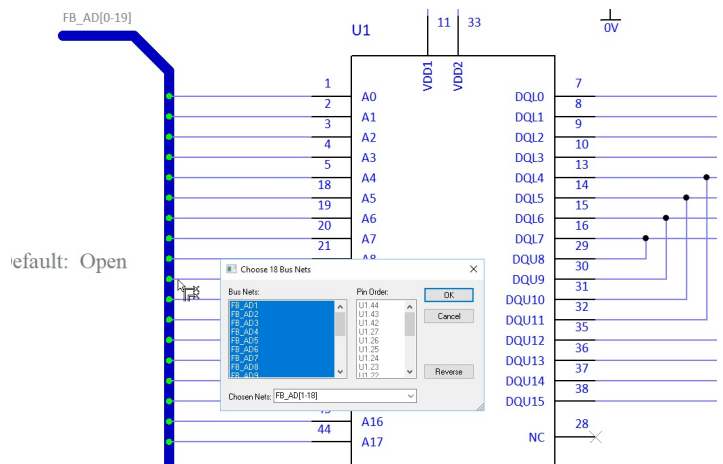 FB_AD[0-19]
U1
11
33
0V
VDD1
VDD2
1
A0
DQL0
7
2
A1
DQL1
8
3
A2
DQL2
9
4
A3
DQL3
10
5
A4
DQL4
13
18
A5
DQL5
14
19
A6
DQL6
15
20
A7
DQL7
16
21
A8
DQU8
29
DQU9
30
DQU10
31
DQU11
32
DQU12
35
DQU13
36
DQU14
37
DQU15
38
efault: Open
Choose 18 Bus Nets
Bus Nets:
Pin Order:
FB_AD1
FB_AD2
FB_AD3
FB_AD4
FB_AD5
FB_AD6
FB_AD7
FB_AD8
FB_AD9
U1.44
U1.43
U1.42
U1.27
U1.26
U1.25
U1.24
U1.23
U1.22
OK
Cancel
Reverse
Chosen Nets:
FB_AD[1-18]
A16
44
A17
NC
28